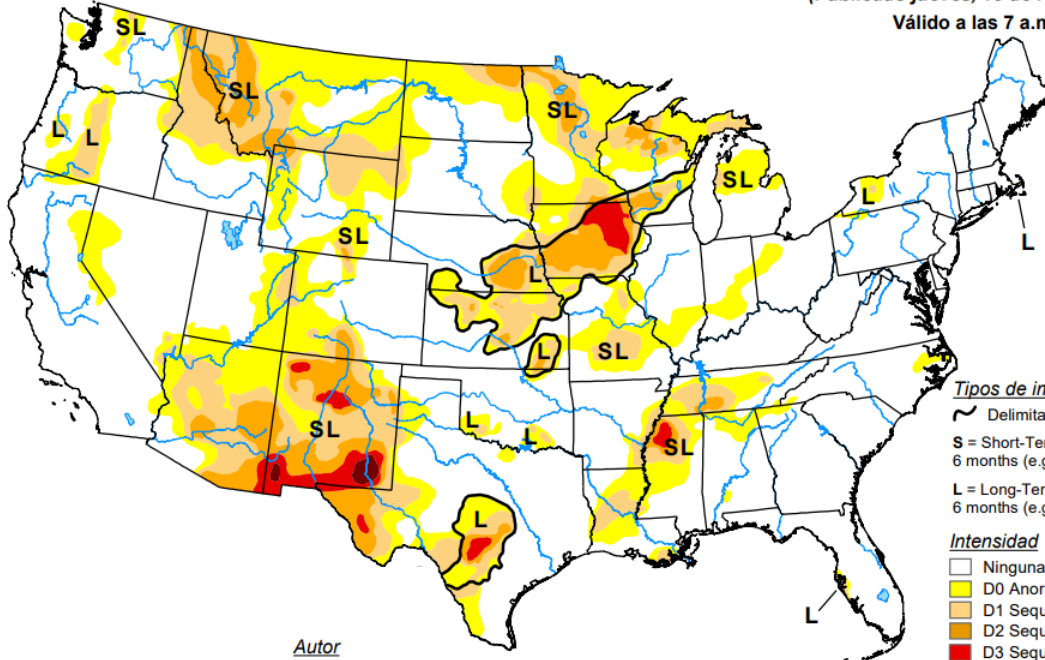 Válido a las 7 a.m
SL
SL
SL
L
L
SL
L
L
SL
L
L
SL
SL
L
L
SL
L
L
Tipos de in
Delimita
S = Short-Ter
6 months (e.g
L = Long-Ter
6 months (e.g
Intensidad
Ninguna
D0 Anor
D1 Sequ
D2 Sequ
D3 Sequ
Autor